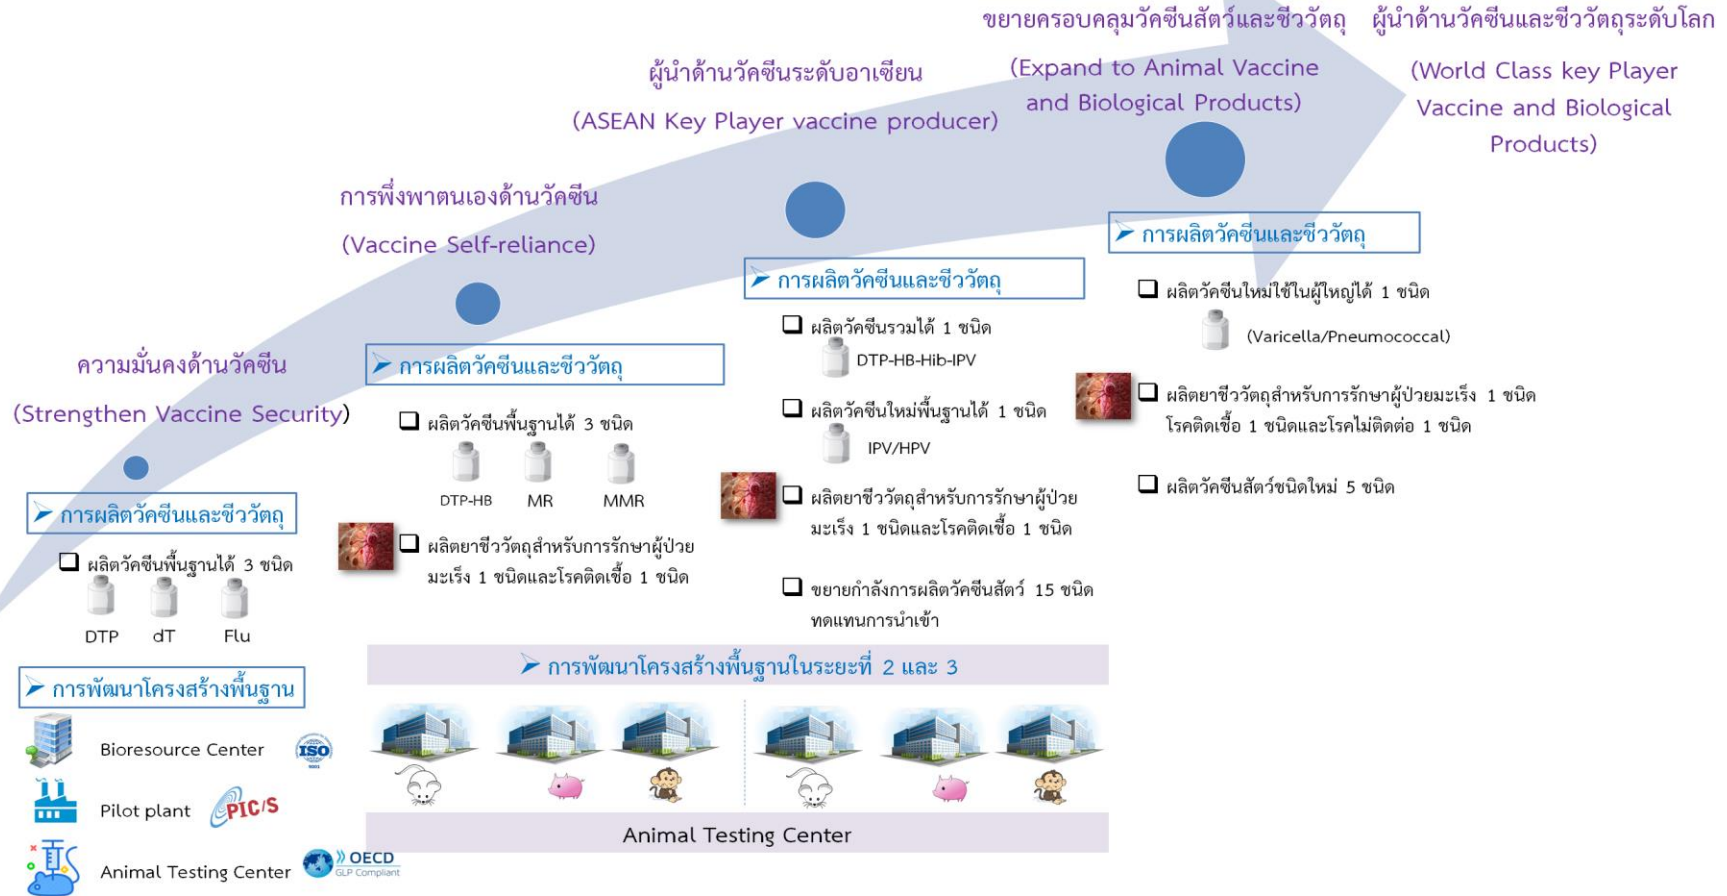 ความมั่นคงด้านวัคซีน
(Strengthen Vaccine Security)
การผลิตวัคซีนและชีววัตถุ
ผลิตวัคซีนพื้นฐานได้ 3 ชนิด
DTP dT Flu
การพัฒนาโครงสร้างพื้นฐาน
Bioresource Center
ISO
Pilot plant
PIC/S
Animal Testing Center
OECD
GLP Compliant
การพึ่งพาตนเองด้านวัคซีน
(Vaccine Self-reliance)
การผลิตวัคซีนและชีววัตถุ
ผลิตวัคซีนพื้นฐานได้ 3 ชนิด
DTP-HB MR MMR
ผลิตยาชีววัตถุสำหรับการรักษาผู้ป่วย
มะเร็ง 1 ชนิดและโรคติดเชื้อ 1 ชนิด
ผู้นำด้านวัคซีนระดับอาเซียน
(ASEAN Key Player vaccine producer)
การผลิตวัคซีนและชีววัตถุ
ผลิตวัคซีนรวมได้ 1 ชนิด
DTP-HB-Hib-IPV
ผลิตวัคซีนใหม่พื้นฐานได้ 1 ชนิด
IPV/HPV
ผลิตยาชีววัตถุสำหรับการรักษาผู้ป่วย
มะเร็ง 1 ชนิดและโรคติดเชื้อ 1 ชนิด
ขยายกำลังการผลิตวัคซีนสัตว์ 15 ชนิด
ทดแทนการนำเข้า
การพัฒนาโครงสร้างพื้นฐานในระยะที่ 2 และ 3
Animal Testing Center
ขยายครอบคลุมวัคซีนสัตว์และชีววัตถุ
(Expand to Animal Vaccine
and Biological Products)
การผลิตวัคซีนและชีววัตถุ
ผลิตวัคซีนใหม่ใช้ในผู้ใหญ่ได้ 1 ชนิด
(Varicella/Pneumococcal)
ผลิตยาชีววัตถุสำหรับการรักษาผู้ป่วยมะเร็ง 1 ชนิด
โรคติดเชื้อ 1 ชนิดและโรคไม่ติดต่อ 1 ชนิด
ผลิตวัคซีนสัตว์ชนิดใหม่ 5 ชนิด
ผู้นำด้านวัคซีนและชีววัตถุระดับโลก
(World Class key Player
Vaccine and Biological
Products)